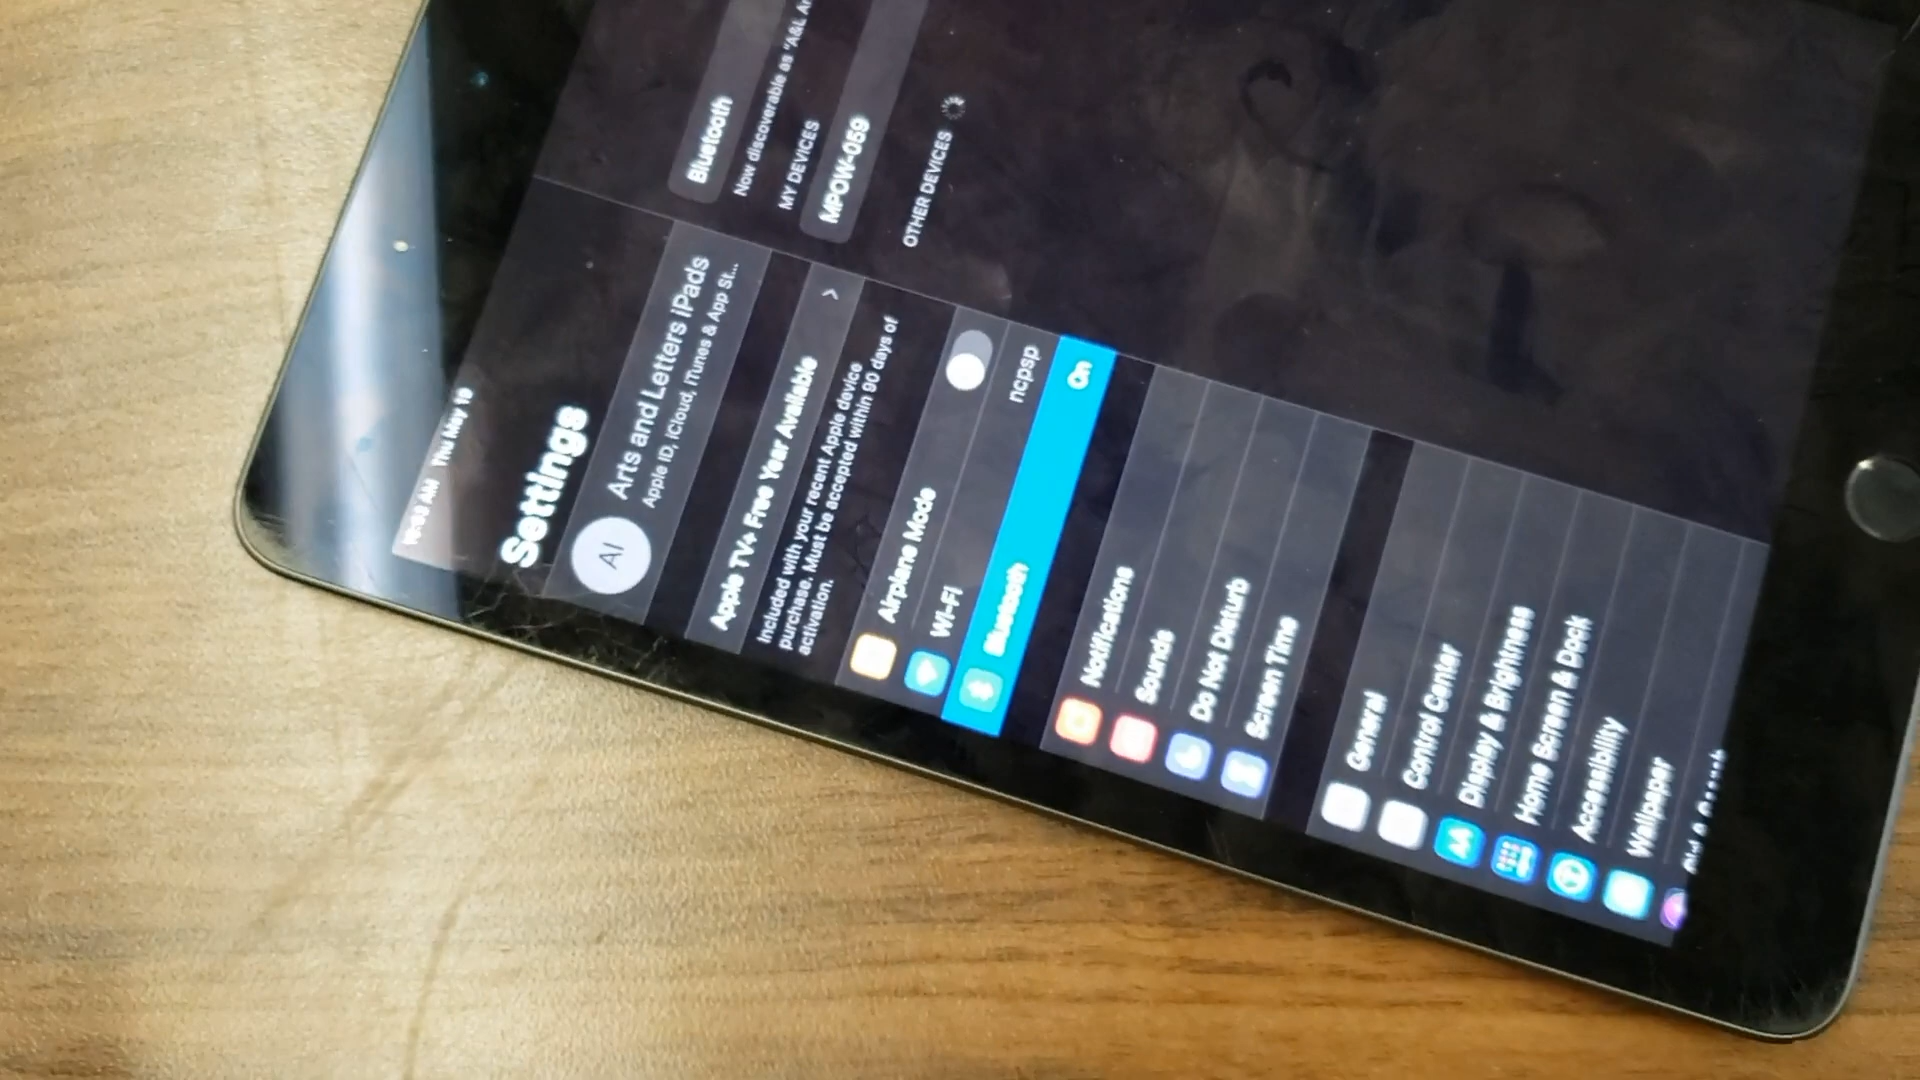 AM Thu May 19
Settings
AI
Arts and Letters iPads
Apple ID, iCloud, iTunes & App St...
Apple TV+ Free Year Available
Included with your recent Apple device
purchase. Must be accepted within 90 days of
activation.
Airplane Mode
Wi-Fi ncpsp
Bluetooth On
Notifications
Sounds
Do Not Disturb
Screen Time
General
Control Center
AA Display & Brightness
Home Screen & Dock
Accessibility
Wallpaper
Bluetooth
Now discoverable as "A&L
MY DEVICES
MPOW-059
OTHER DEVICES